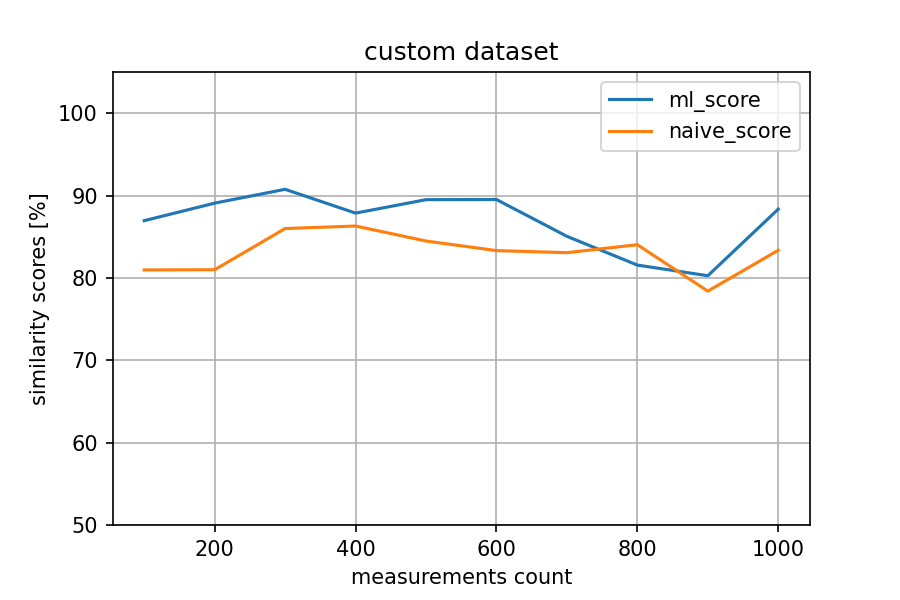 custom dataset
ml_score
naive_score
similarity scores [%]
100
90
80
70
60
50
200 400 600 800 1000
measurements count